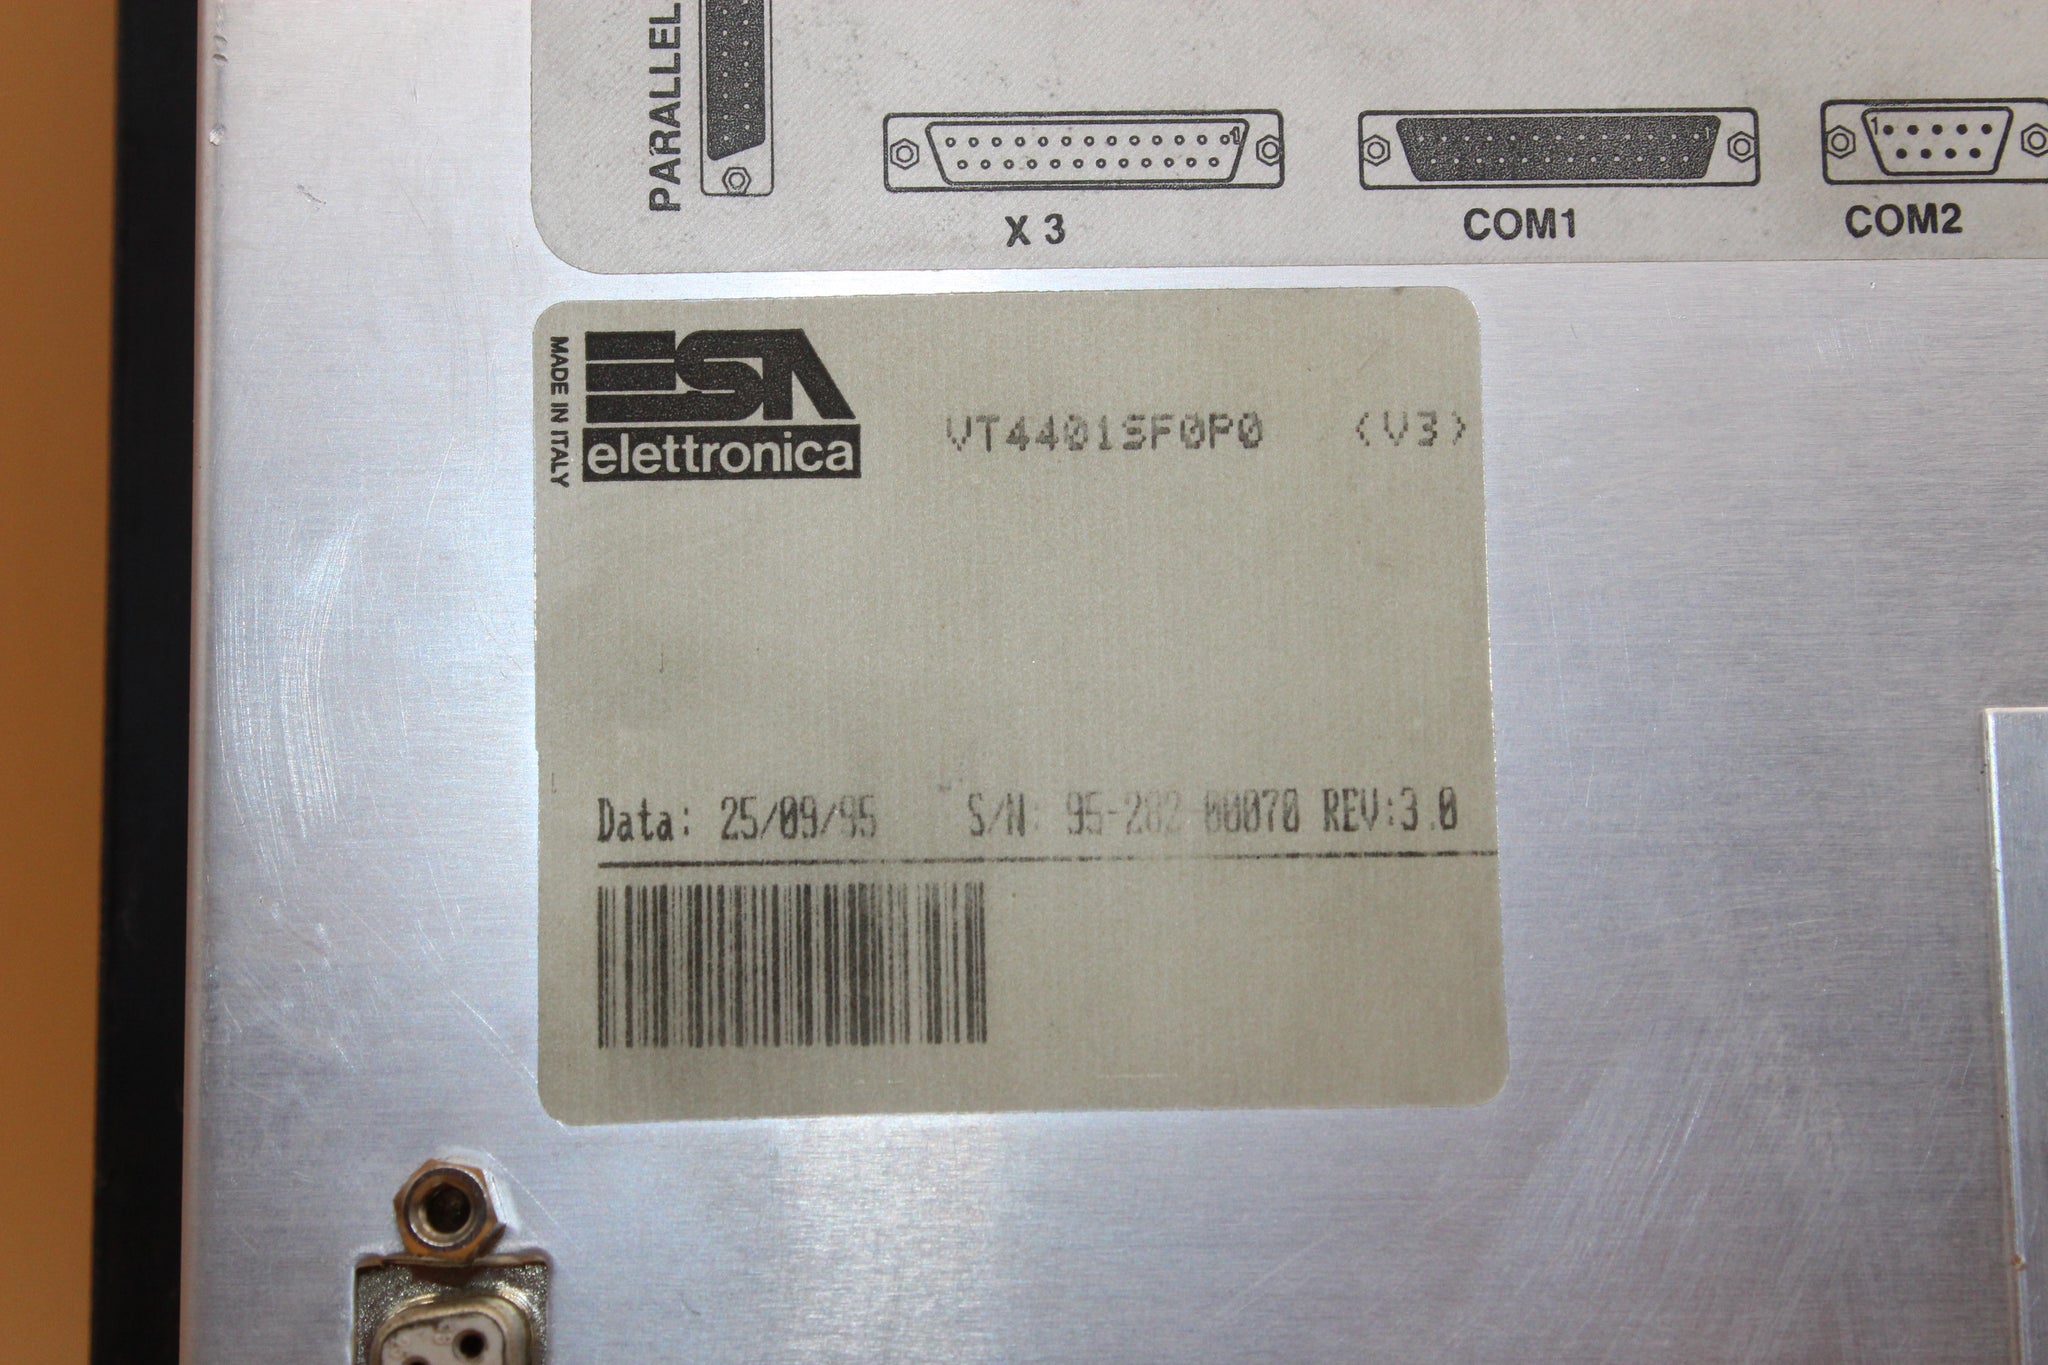 PARALLEL
X 3
COM1
COM2
MADE IN ITALY
ESA
elettronica
VT4401SF0P0 <V3>
Data: 25/09/95 S/N: 95-282-00070 REV:3.0